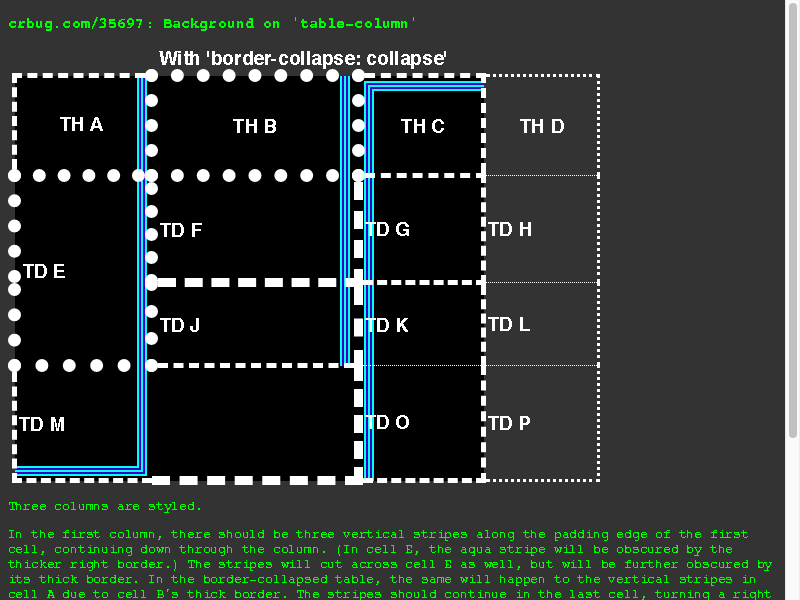 crbug.com/35697: Background on 'table-column'
With 'border-collapse: collapse'
TH A TH B TH C TH D
TD E TD F TD G TD H
TD J TD K TD L
TD M TD O TD P
Three columns are styled.
In the first column, there should be three vertical stripes along the padding edge of the first
cell, continuing down through the column. (In cell E, the aqua stripe will be obscured by the
thicker right border.) The stripes will cut across cell E as well, but will be further obscured by
its thick border. In the border-collapsed table, the same will happen to the vertical stripes in
cell A due to cell B's thick border. The stripes should continue in the last cell, turning a right